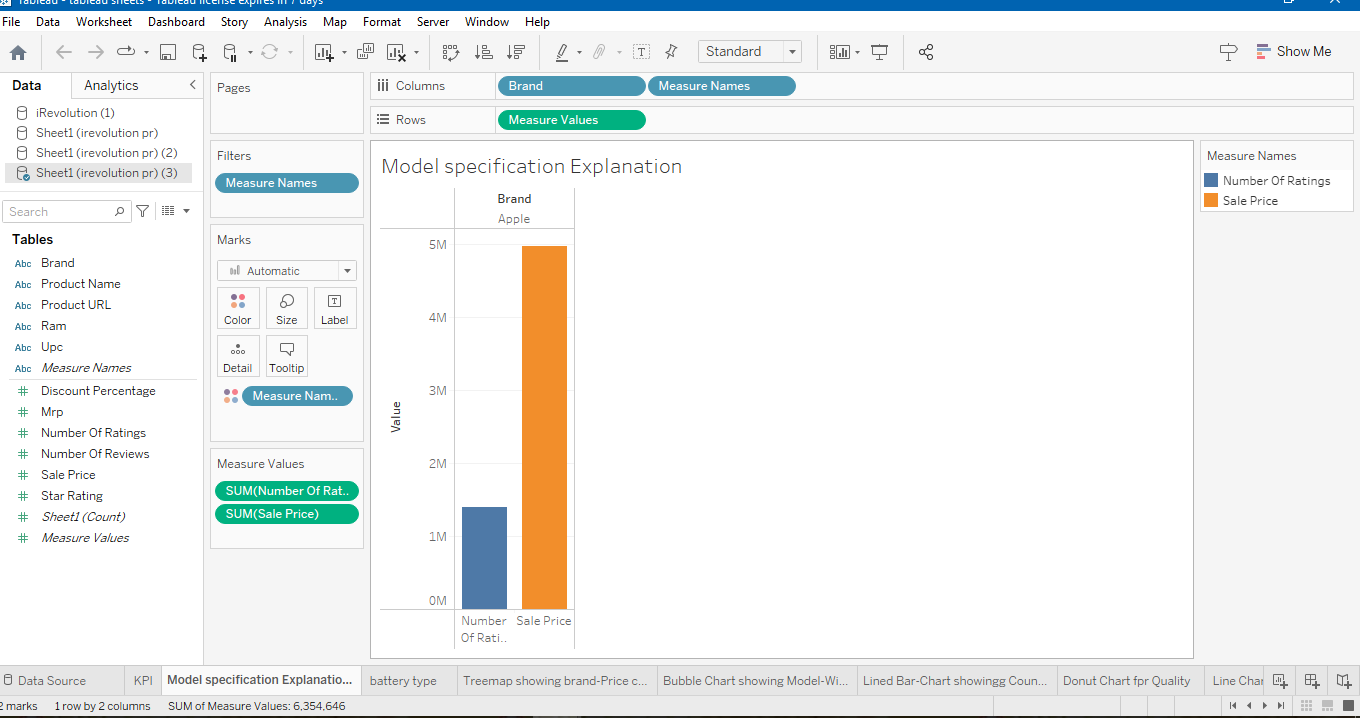 Tableau - tableau sheets - Tableau license expires in 7 days
File Data Worksheet Dashboard Story Analysis Map Format Server Window Help
Standard
Show Me
Data Analytics
iRevolution (1)
Sheet1 (irevolution pr)
Sheet1 (irevolution pr) (2)
Sheet1 (irevolution pr) (3)
Search
Tables
Abc Brand
Abc Product Name
Abc Product URL
Abc Ram
Abc Upc
Abc Measure Names
Discount Percentage
Mrp
Number Of Ratings
Number Of Reviews
Sale Price
Star Rating
Sheet1 (Count)
Measure Values
Pages
Filters
Measure Names
Marks
Automatic
Color Size Label
Detail Tooltip
Measure Nam..
Measure Values
SUM(Number Of Rat..
SUM(Sale Price)
Columns Brand Measure Names
Rows Measure Values
Model specification Explanation
Brand
Apple
5M
4M
3M
2M
1M
0M
Value
Number Of Rati..
Sale Price
Measure Names
Number Of Ratings
Sale Price
Data Source KPI Model specification Explanatio... battery type Treemap showing brand-Price c... Bubble Chart showing Model-Wi... Lined Bar-Chart showingg Coun... Donut Chart fpr Quality Line Char
2 marks 1 row by 2 columns SUM of Measure Values: 6,354,646